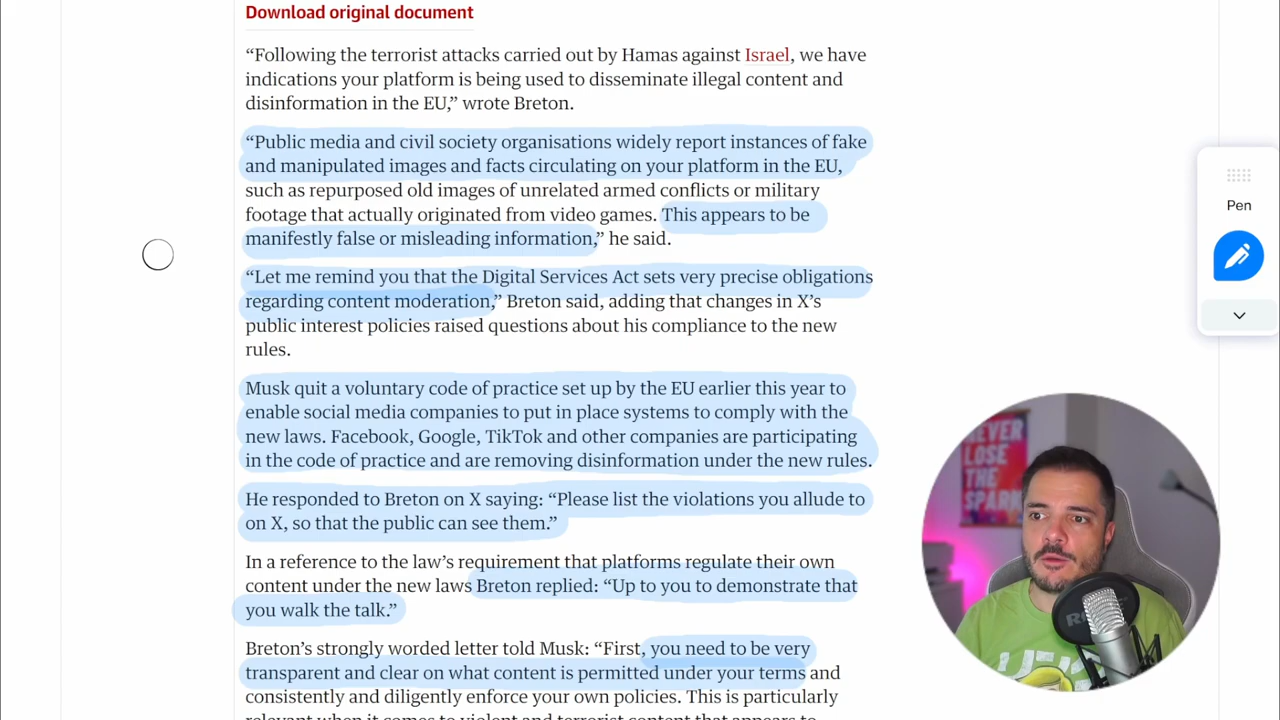 Download original document
“Following the terrorist attacks carried out by Hamas against Israel, we have
indications your platform is being used to disseminate illegal content and
disinformation in the EU,” wrote Breton.
“Public media and civil society organisations widely report instances of fake
and manipulated images and facts circulating on your platform in the EU,
such as repurposed old images of unrelated armed conflicts or military
footage that actually originated from video games. This appears to be
manifestly false or misleading information,” he said.
“Let me remind you that the Digital Services Act sets very precise obligations
regarding content moderation,” Breton said, adding that changes in X’s
public interest policies raised questions about his compliance to the new
rules.
Musk quit a voluntary code of practice set up by the EU earlier this year to
enable social media companies to put in place systems to comply with the
new laws. Facebook, Google, TikTok and other companies are participating
in the code of practice and are removing disinformation under the new rules.
He responded to Breton on X saying: “Please list the violations you allude to
on X, so that the public can see them.”
In a reference to the law’s requirement that platforms regulate their own
content under the new laws Breton replied: “Up to you to demonstrate that
you walk the talk.”
Breton’s strongly worded letter told Musk: “First, you need to be very
transparent and clear on what content is permitted under your terms and
consistently and diligently enforce your own policies. This is particularly
relevant when it comes to violent and terrorist content that appears to
Pen
NEVER
LOSE
THE
SPARK